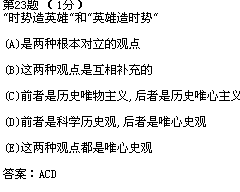 第23题 （1分）
"时势造英雄"和"英雄造时势"
(A)是两种根本对立的观点
(B)这两种观点是互相补充的
(C)前者是历史唯物主义,后者是历史唯心主义
(D)前者是科学历史观,后者是唯心史观
(E)这两种观点都是唯心史观
答案：ACD